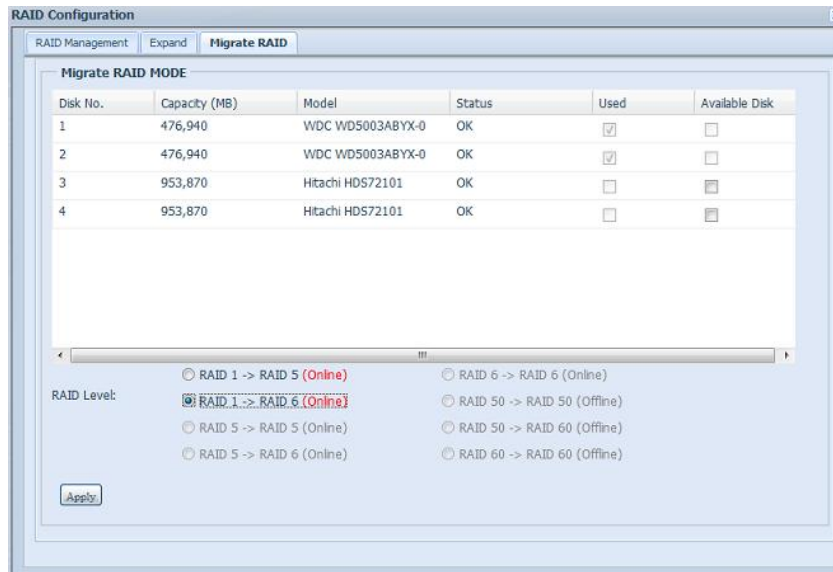 RAID Configuration
RAID Management Expand Migrate RAID
Migrate RAID MODE
Disk No. Capacity (MB) Model Status Used Available Disk
1 476,940 WDC WD5003ABYX-0 OK
2 476,940 WDC WD5003ABYX-0 OK
3 953,870 Hitachi HDS72101 OK
4 953,870 Hitachi HDS72101 OK
RAID Level:
RAID 1 -> RAID 5 (Online) RAID 6 -> RAID 6 (Online)
RAID 1 -> RAID 6 (Online) RAID 50 -> RAID 50 (Offline)
RAID 5 -> RAID 5 (Online) RAID 50 -> RAID 60 (Offline)
RAID 5 -> RAID 6 (Online) RAID 60 -> RAID 60 (Offline)
Apply